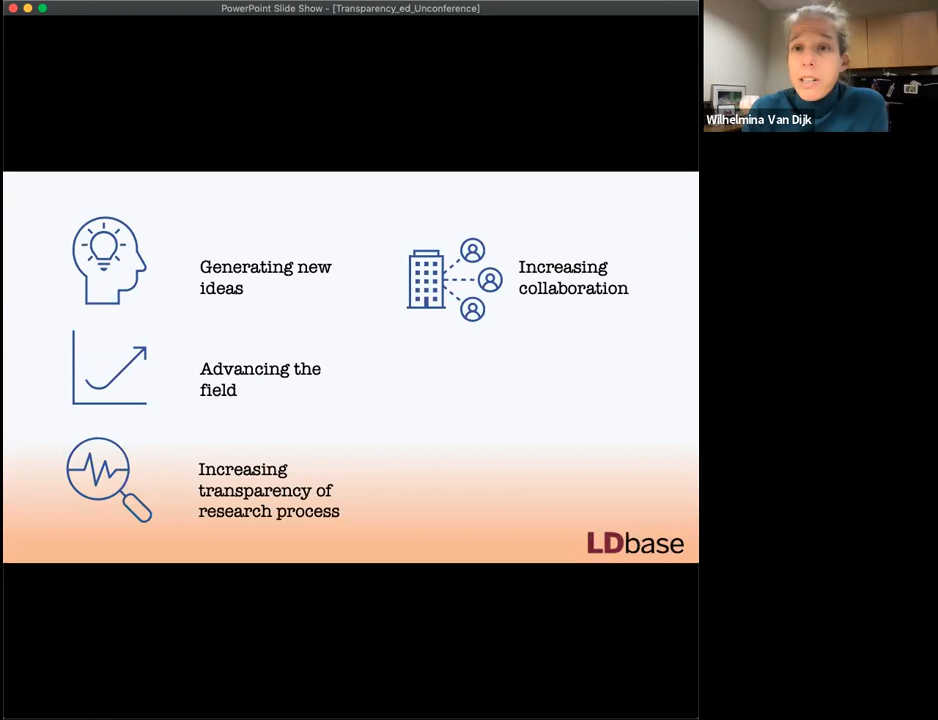 PowerPoint Slide Show - [Transparency_ed_Unconference]
Wilhelmina Van Dijk
Generating new
ideas
Increasing
collaboration
Advancing the
field
Increasing
transparency of
research process
LDbase